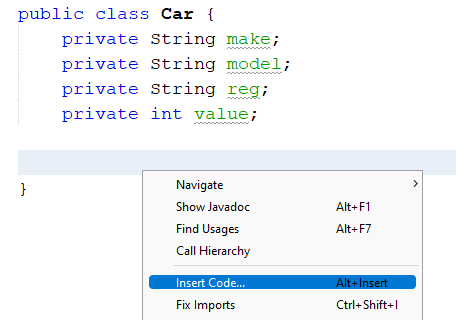 public class Car {
    private String make;
    private String model;
    private String reg;
    private int value;
}
Navigate >
Show Javadoc Alt+F1
Find Usages Alt+F7
Call Hierarchy
Insert Code... Alt+Insert
Fix Imports Ctrl+Shift+I